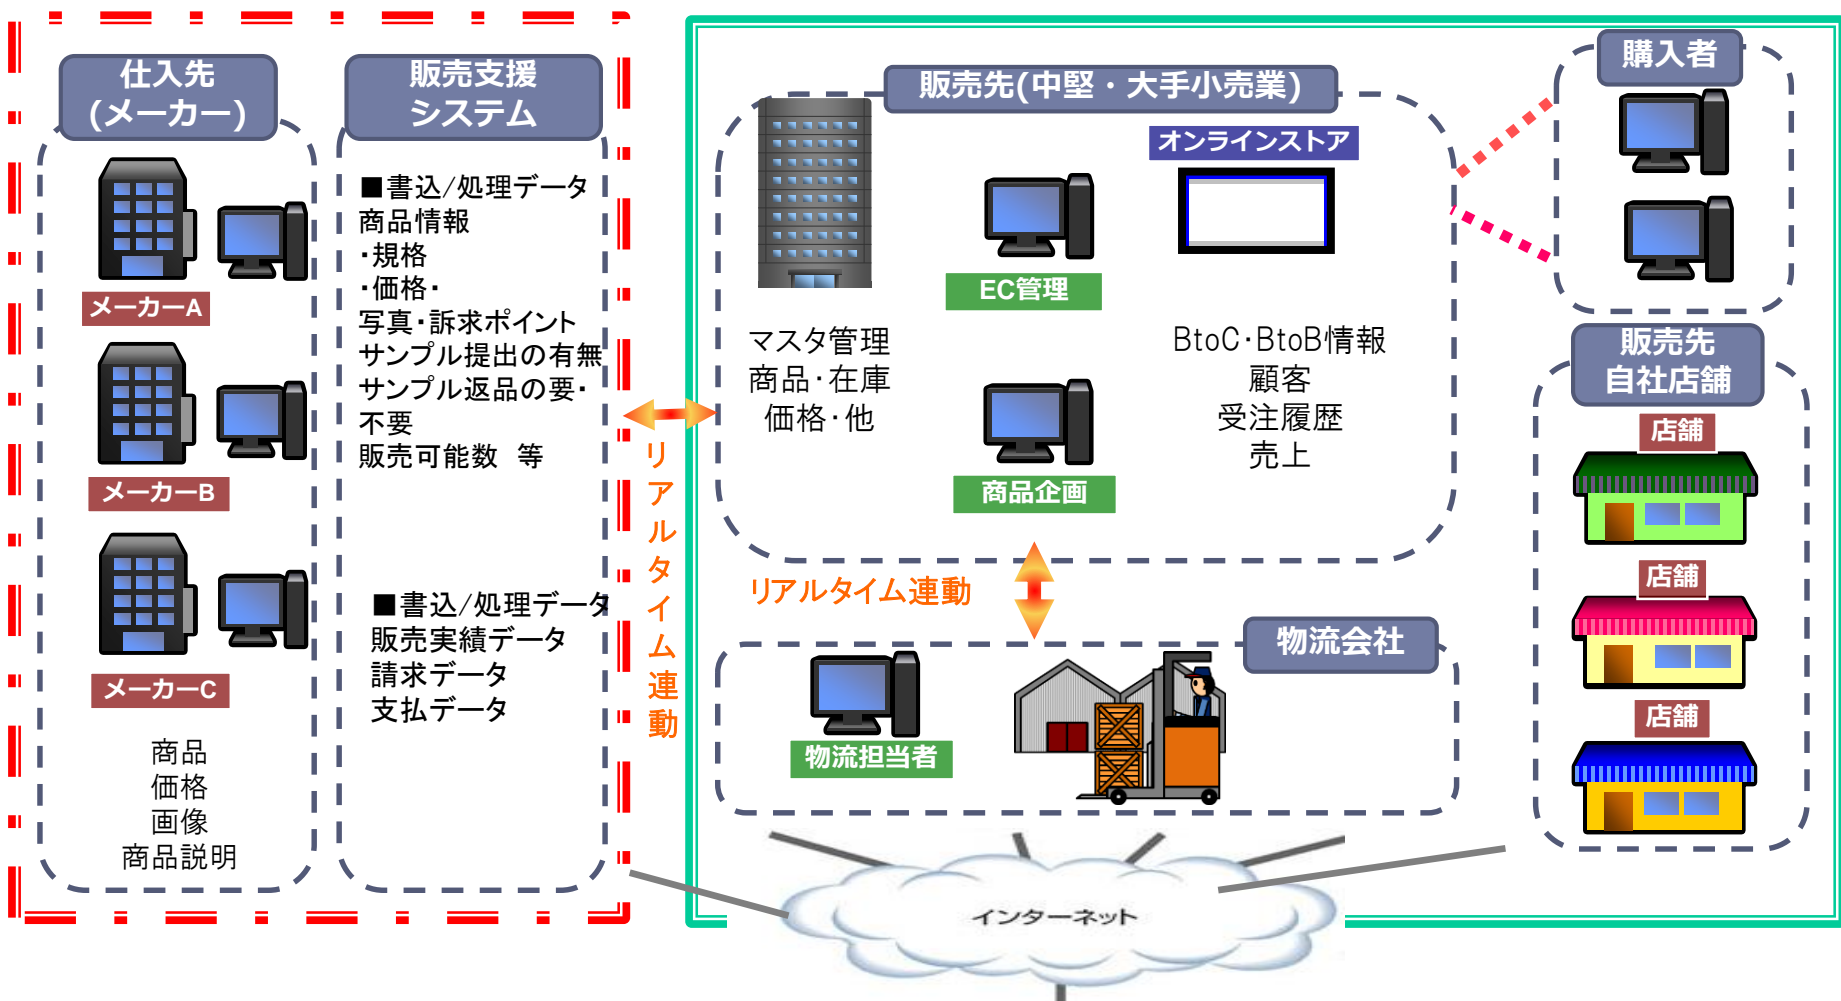 仕入先
(メーカー)
メーカーA
メーカーB
メーカーC
商品
価格
画像
商品説明
販売支援
システム
■書込/処理データ
商品情報
・規格
・価格・
写真・訴求ポイント
サンプル提出の有無
サンプル返品の要・
不要
販売可能数　等
■書込/処理データ
販売実績データ
請求データ
支払データ
リアルタイム連動
販売先(中堅・大手小売業)
オンラインストア
EC管理
マスタ管理
商品・在庫
価格・他
商品企画
BtoC・BtoB情報
顧客
受注履歴
売上
リアルタイム連動
物流会社
物流担当者
購入者
販売先
自社店舗
店舗
店舗
店舗
インターネット